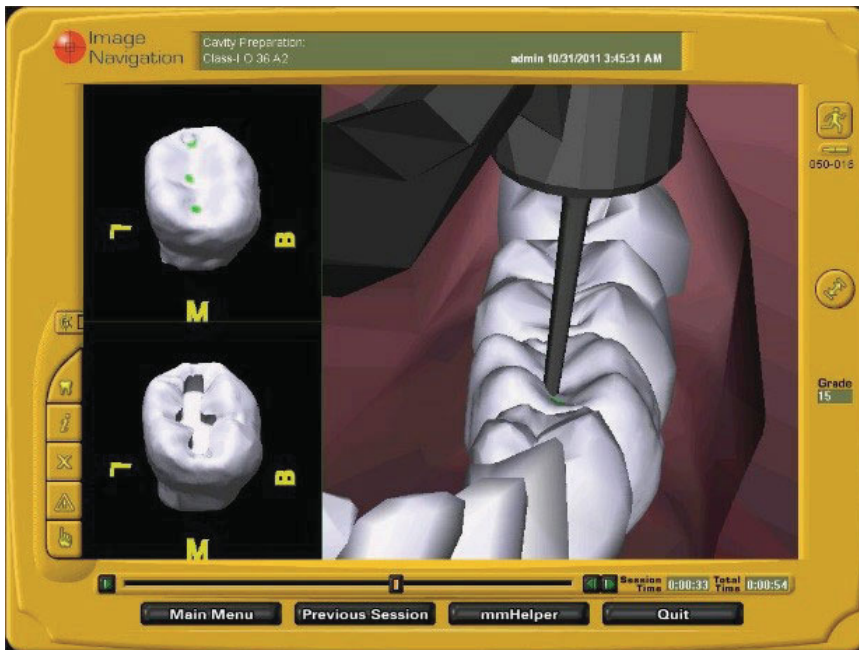 Image
Navigation
Cavity Preparation:
Class-I O 36 A2
admin 10/31/2011 3:45:31 AM
050-016
L
B
M
L
B
M
i
Grade
15
Session
Time
0:00:33
Total
Time
0:00:54
Main Menu
Previous Session
mmHelper
Quit